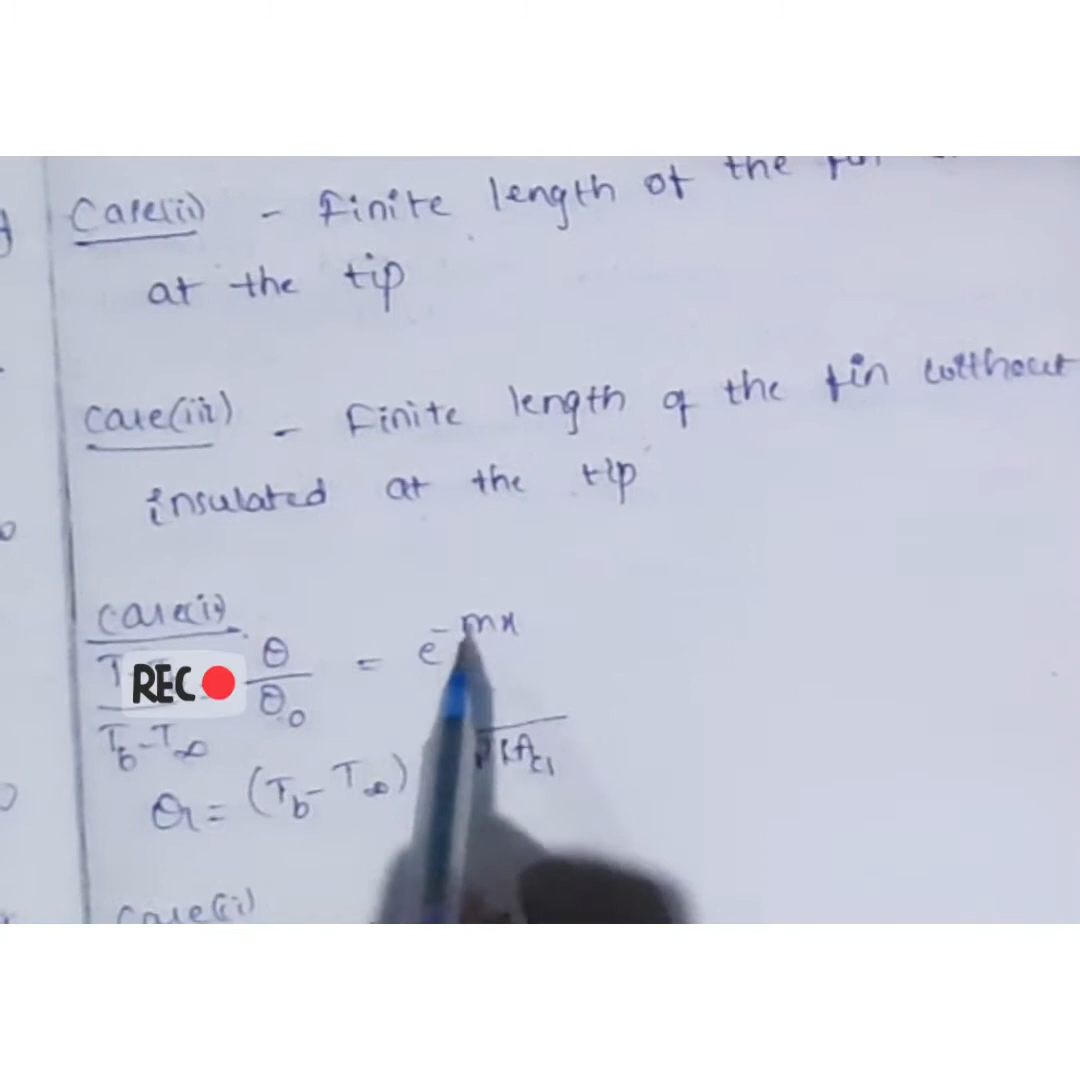 Case(ii) - Finite length of the
at the tip
Case(iii) - Finite length of the fin without
insulated at the tip
Case(i)
REC
θ/θ₀ = e^-mx
T_b-T_∞
Q = (T_b-T_∞)
Case(ii)